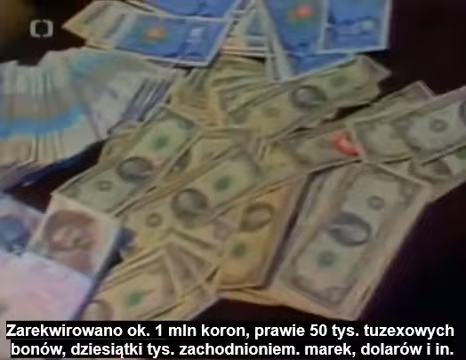 Zarekwirowano ok. 1 mln koron, prawie 50 tys. tuzexowych
bonów, dziesiątki tys. zachodnioniem. marek, dolarów i in.